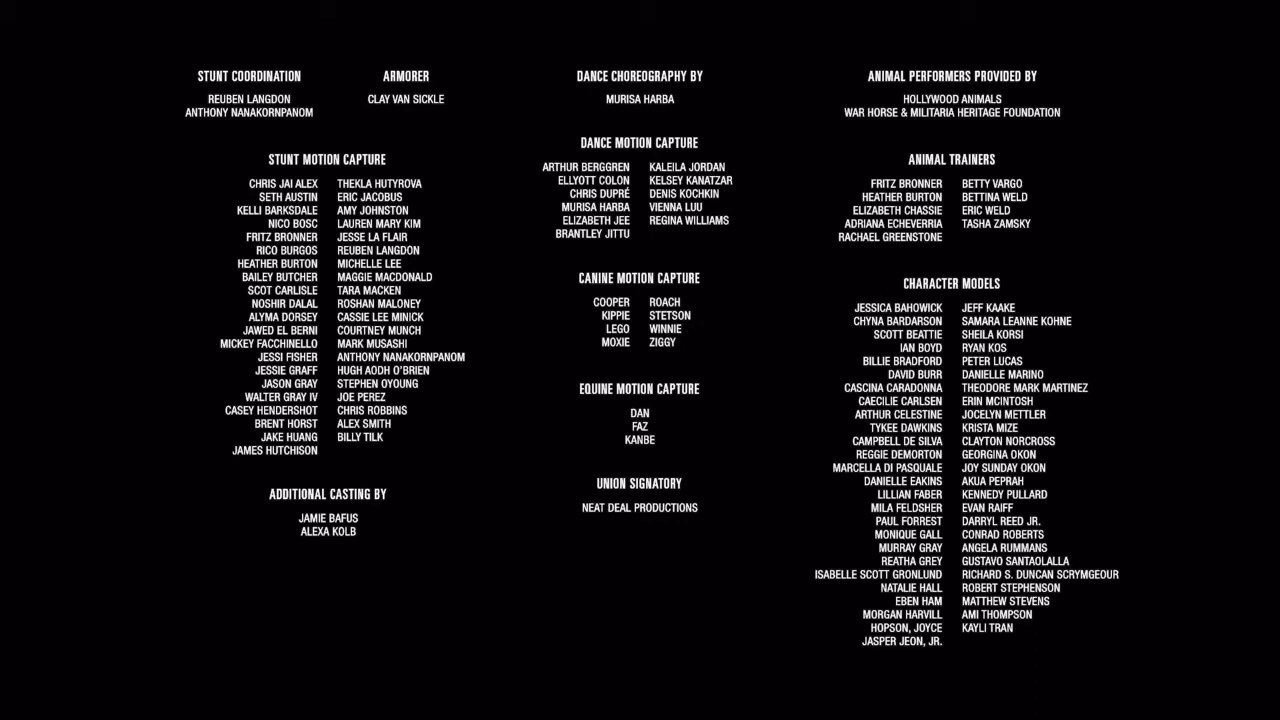 STUNT COORDINATION
REUBEN LANGDON
ANTHONY NANAKORNPANOM
ARMORER
CLAY VAN SICKLE
STUNT MOTION CAPTURE
CHRIS JAI ALEX THEKLA HUTYROVA
SETH AUSTIN ERIC JACOBUS
KELLI BARKSDALE AMY JOHNSTON
NICO BOSC LAUREN MARY KIM
FRITZ BRONNER JESSE LA FLAIR
RICO BURGOS REUBEN LANGDON
HEATHER BURTON MICHELLE LEE
BAILEY BUTCHER MAGGIE MACDONALD
SCOT CARLISLE TARA MACKEN
NOSHIR DALAL ROSHAN MALONEY
ALYMA DORSEY CASSIE LEE MINICK
JAWED EL BERNI COURTNEY MUNCH
MICKEY FACCHINELLO MARK MUSASHI
JESSI FISHER ANTHONY NANAKORNPANOM
JESSIE GRAFF HUGH AODH O'BRIEN
JASON GRAY STEPHEN OYOUNG
WALTER GRAY IV JOE PEREZ
CASEY HENDERSHOT CHRIS ROBBINS
BRENT HORST ALEX SMITH
JAKE HUANG BILLY TILK
JAMES HUTCHISON
ADDITIONAL CASTING BY
JAMIE BAFUS
ALEXA KOLB
DANCE CHOREOGRAPHY BY
MURISA HARBA
DANCE MOTION CAPTURE
ARTHUR BERGGREN KALEILA JORDAN
ELLYOTT COLON KELSEY KANATZAR
CHRIS DUPRÉ DENIS KOCHKIN
MURISA HARBA VIENNA LUU
ELIZABETH JEE REGINA WILLIAMS
BRANTLEY JITTU
CANINE MOTION CAPTURE
COOPER ROACH
KIPPIE STETSON
LEGO WINNIE
MOXIE ZIGGY
EQUINE MOTION CAPTURE
DAN
FAZ
KANBE
UNION SIGNATORY
NEAT DEAL PRODUCTIONS
ANIMAL PERFORMERS PROVIDED BY
HOLLYWOOD ANIMALS
WAR HORSE & MILITARIA HERITAGE FOUNDATION
ANIMAL TRAINERS
FRITZ BRONNER BETTY VARGO
HEATHER BURTON BETTINA WELD
ELIZABETH CHASSIE ERIC WELD
ADRIANA ECHEVERRIA TASHA ZAMSKY
RACHAEL GREENSTONE
CHARACTER MODELS
JESSICA BAHOWICK JEFF KAAKE
CHYNA BARDARSON SAMARA LEANNE KOHNE
SCOTT BEATTIE SHEILA KORSI
IAN BOYD RYAN KOS
BILLIE BRADFORD PETER LUCAS
DAVID BURR DANIELLE MARINO
CASCINA CARADONNA THEODORE MARK MARTINEZ
CAECILIE CARLSEN ERIN MCINTOSH
ARTHUR CELESTINE JOCELYN METTLER
TYKEE DAWKINS KRISTA MIZE
CAMPBELL DE SILVA CLAYTON NORCROSS
REGGIE DEMORTON GEORGINA OKON
MARCELLA DI PASQUALE JOY SUNDAY OKON
DANIELLE EAKINS AKUA PEPRAH
LILLIAN FABER KENNEDY PULLARD
MILA FELDSHER EVAN RAIFF
PAUL FORREST DARRYL REED JR.
MONIQUE GALL CONRAD ROBERTS
MURRAY GRAY ANGELA RUMMANS
REATHA GREY GUSTAVO SANTAOLALLA
ISABELLE SCOTT GRONLUND RICHARD S. DUNCAN SCRYMGEOUR
NATALIE HALL ROBERT STEPHENSON
EBEN HAM MATTHEW STEVENS
MORGAN HARVILL AMI THOMPSON
HOPSON, JOYCE KAYLI TRAN
JASPER JEON, JR.